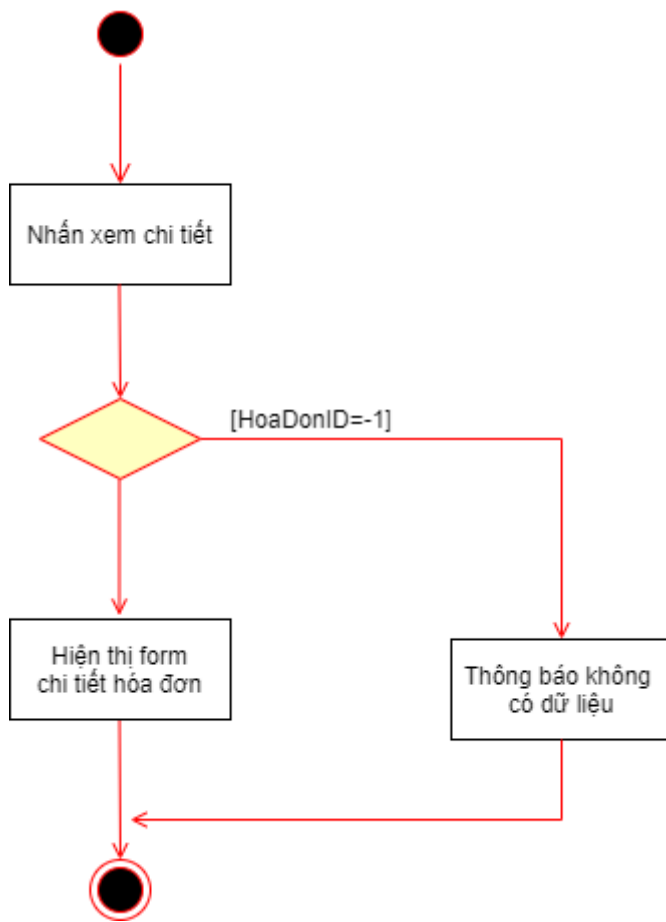 Nhấn xem chi tiết
[HoaDonID=-1]
Hiện thị form
chi tiết hóa đơn
Thông báo không
có dữ liệu